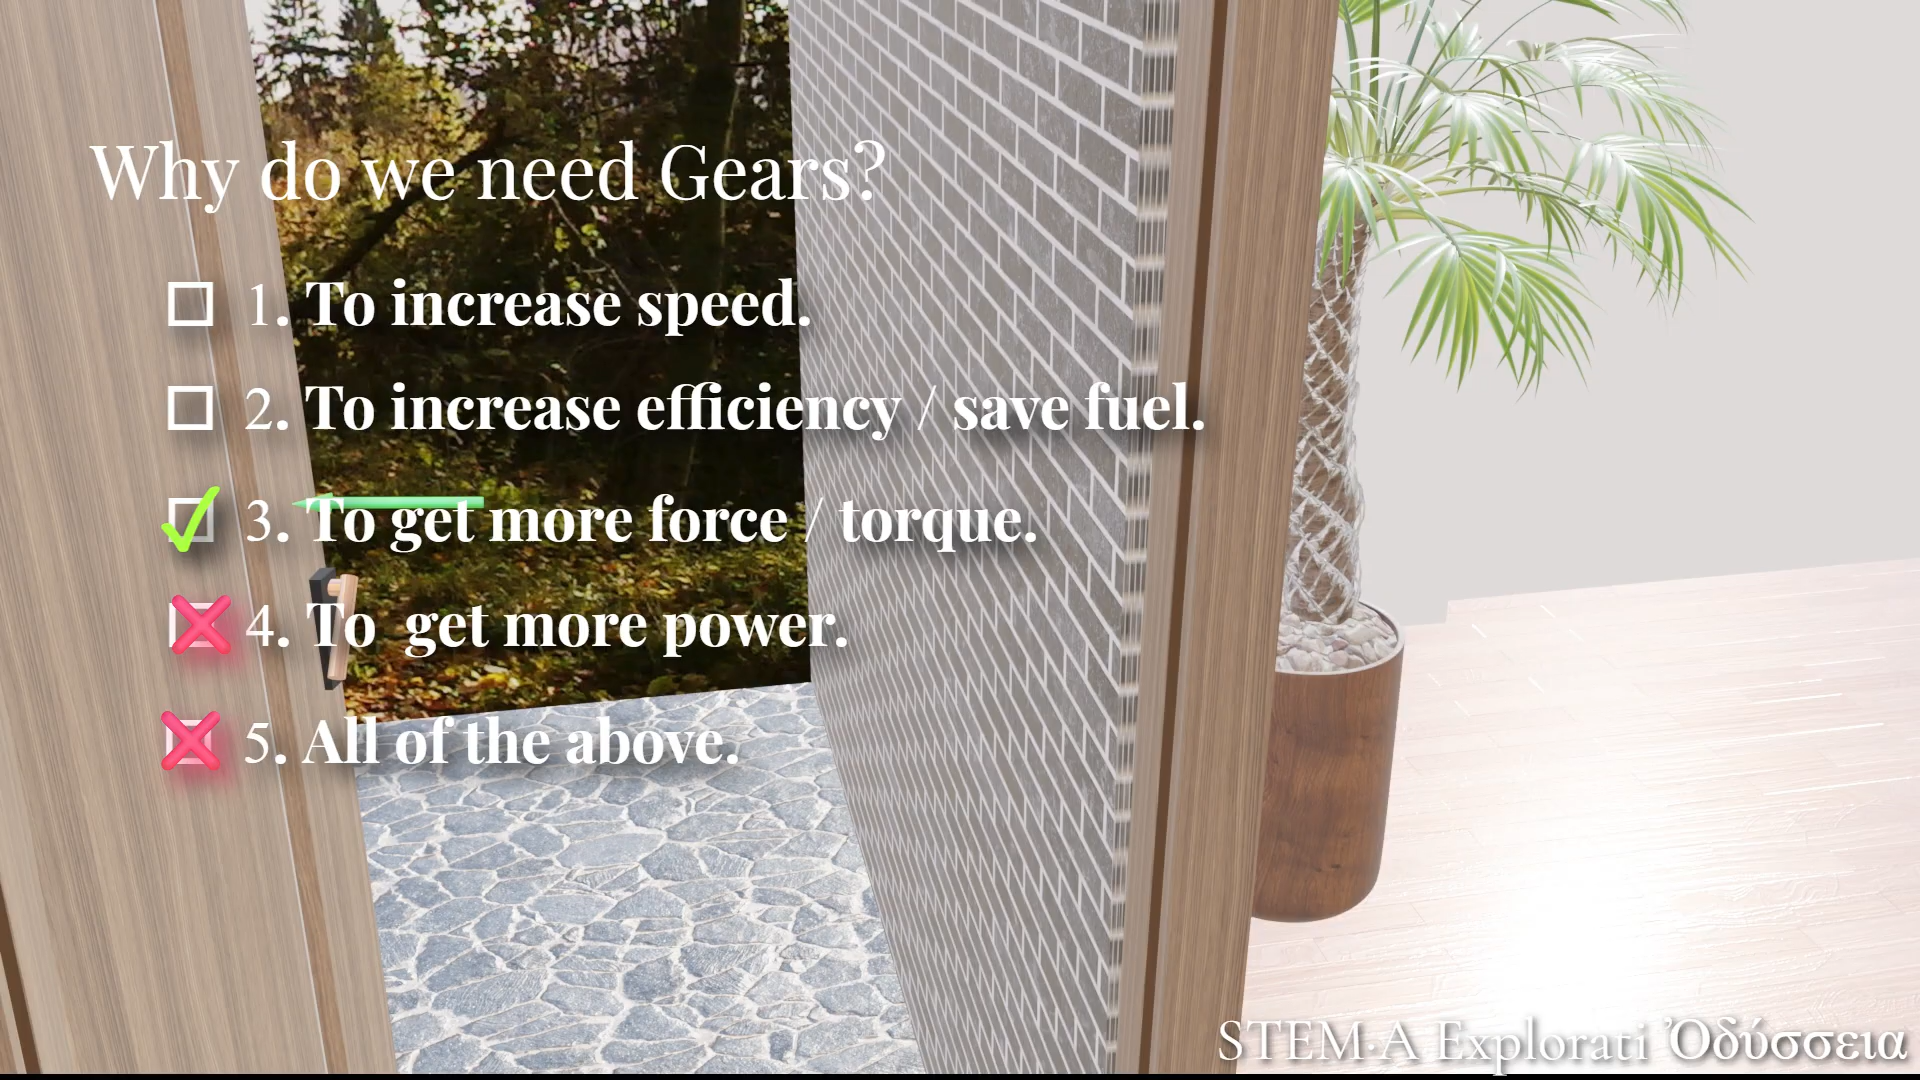 Why do we need Gears?
1. To increase speed.
2. To increase efficiency / save fuel.
3. To get more force / torque.
4. To  get more power.
5. All of the above.
STEM·A Explorati Ὀδύσσεια